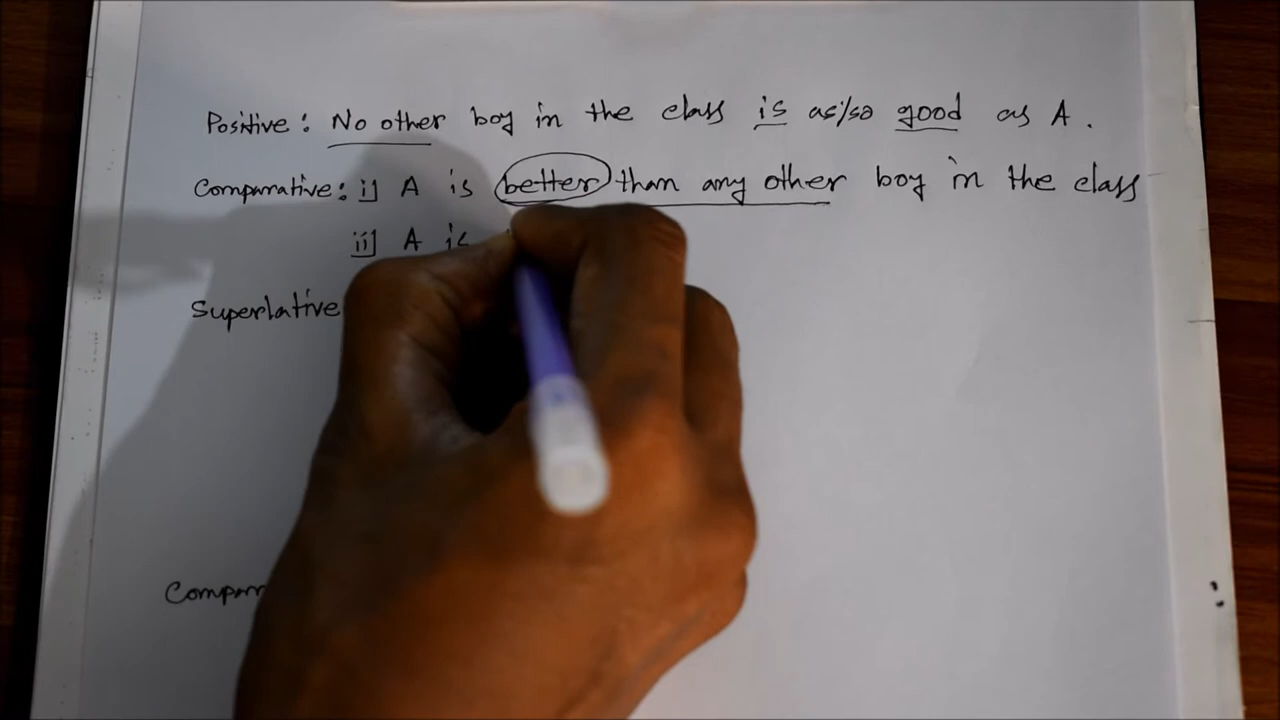 Positive: No other boy in the class is as/so good as A.
Comparative: i] A is better than any other boy in the class
ii] A is
Superlative